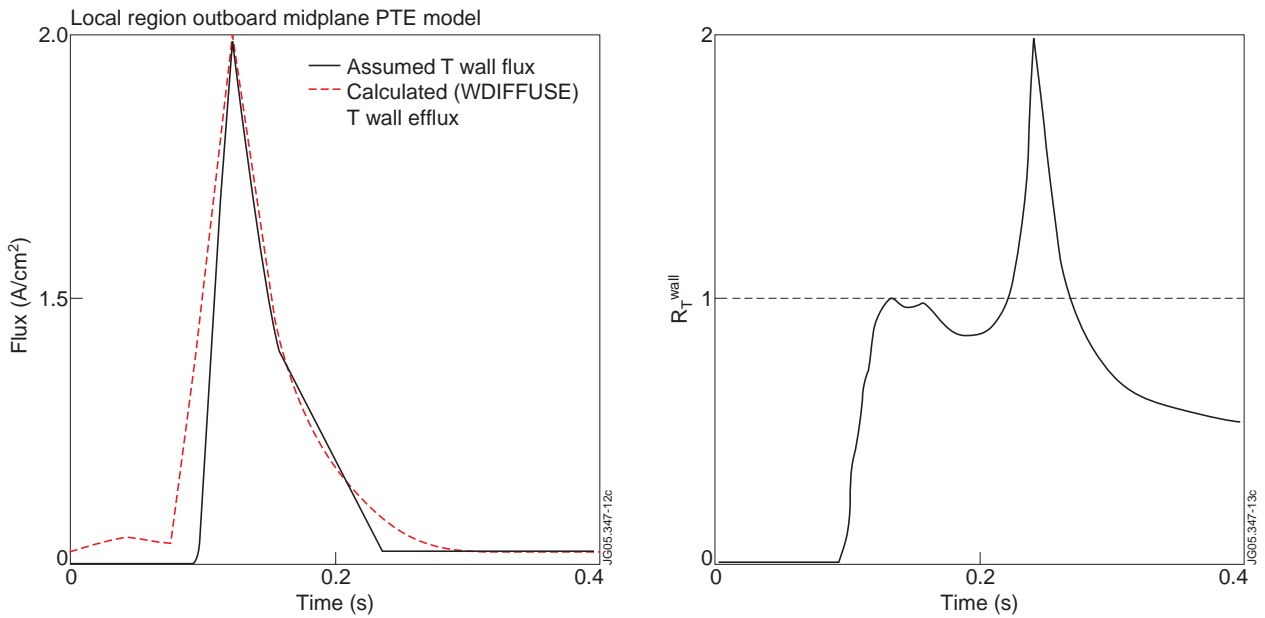 Local region outboard midplane PTE model
2.0
1.5
0
Flux (A/cm²)
Assumed T wall flux
Calculated (WDIFFUSE)
T wall efflux
0
0.2
0.4
Time (s)
JG05.347-12c
2
1
0
R_T^wall
0
0.2
0.4
Time (s)
JG05.347-13c